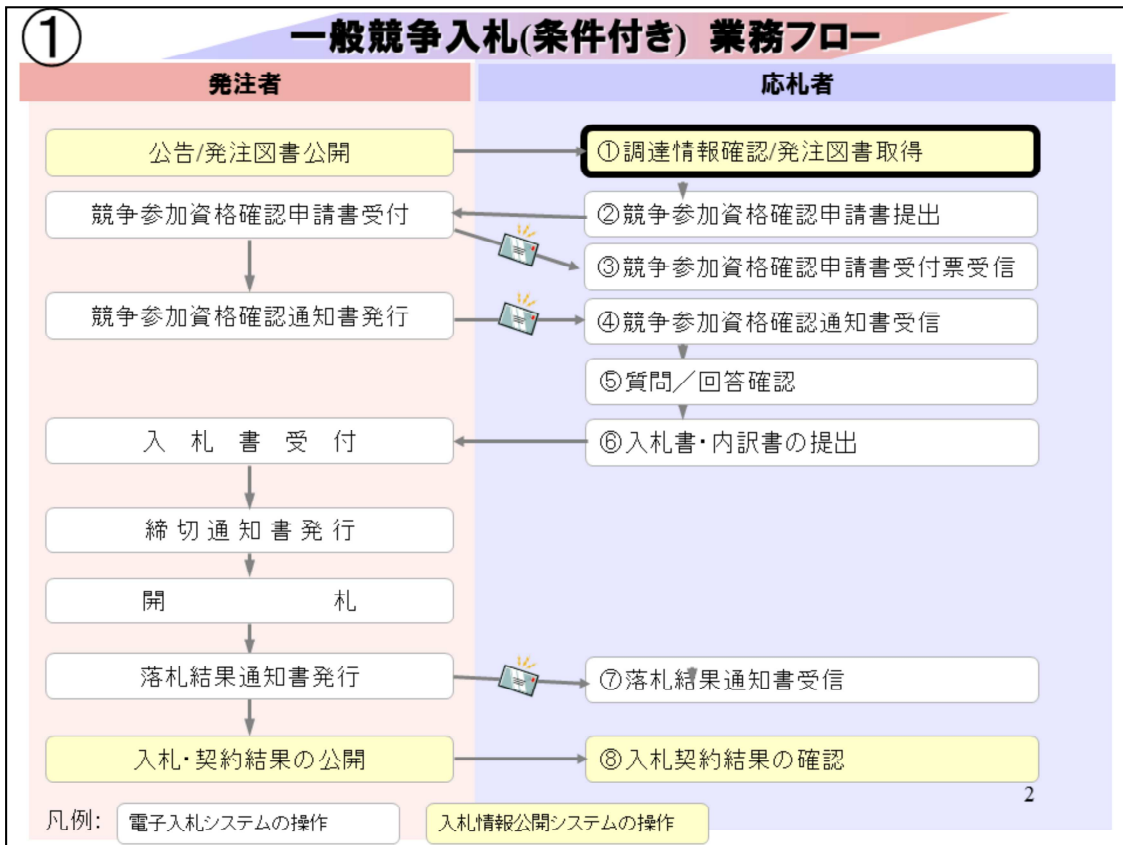 ①
一般競争入札(条件付き) 業務フロー
発注者
応札者
公告/発注図書公開
①調達情報確認/発注図書取得
競争参加資格確認申請書受付
②競争参加資格確認申請書提出
③競争参加資格確認申請書受付票受信
競争参加資格確認通知書発行
④競争参加資格確認通知書受信
⑤質問／回答確認
入 札 書 受 付
⑥入札書・内訳書の提出
締 切 通 知 書 発 行
開 札
落札結果通知書発行
⑦落札結果通知書受信
入札・契約結果の公開
⑧入札契約結果の確認
2
凡例:
電子入札システムの操作
入札情報公開システムの操作